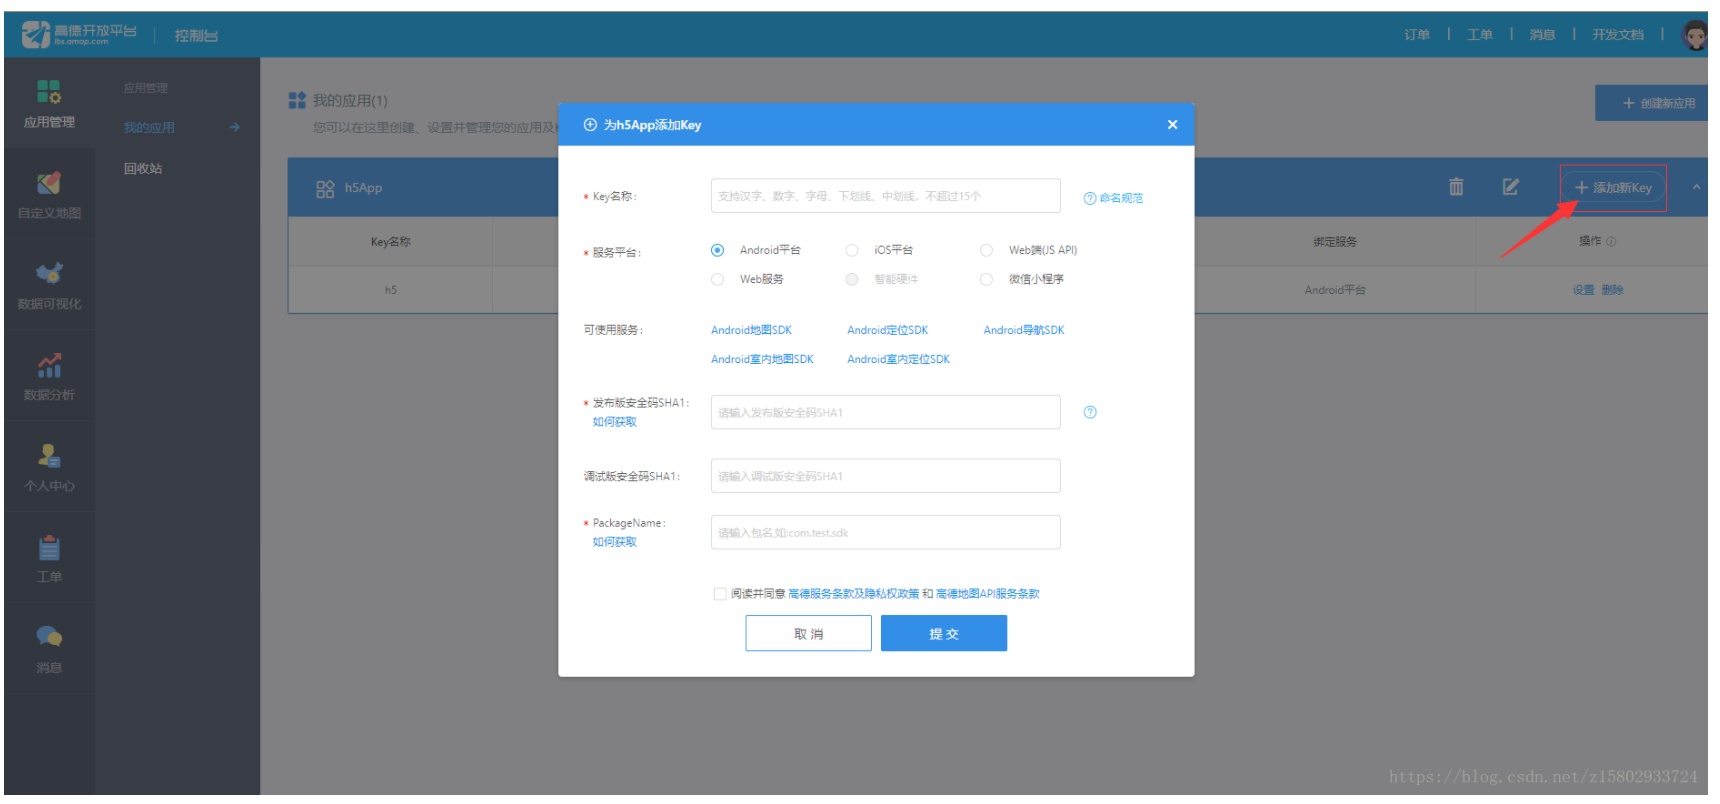 高德开放平台
lbs.amap.com
控制台
订单
工单
消息
开发文档
应用管理
自定义地图
数据可视化
数据分析
个人中心
工单
消息
应用管理
我的应用
回收站
我的应用(1)
您可以在这里创建、设置并管理您的应用及
+ 创建新应用
h5App
+ 添加新Key
Key名称
绑定服务
操作
h5
Android平台
设置 删除
为h5App添加Key
* Key名称:
支持汉字、数字、字母、下划线、中划线，不超过15个
命名规范
* 服务平台:
Android平台
iOS平台
Web端(JS API)
Web服务
智能硬件
微信小程序
可使用服务:
Android地图SDK
Android定位SDK
Android导航SDK
Android室内地图SDK
Android室内定位SDK
* 发布版安全码SHA1:
如何获取
请输入发布版安全码SHA1
调试版安全码SHA1:
请输入调试版安全码SHA1
* PackageName:
如何获取
请输入包名,如:com.test.sdk
阅读并同意 高德服务条款及隐私权政策 和 高德地图API服务条款
取 消
提 交
https://blog.csdn.net/z15802933724